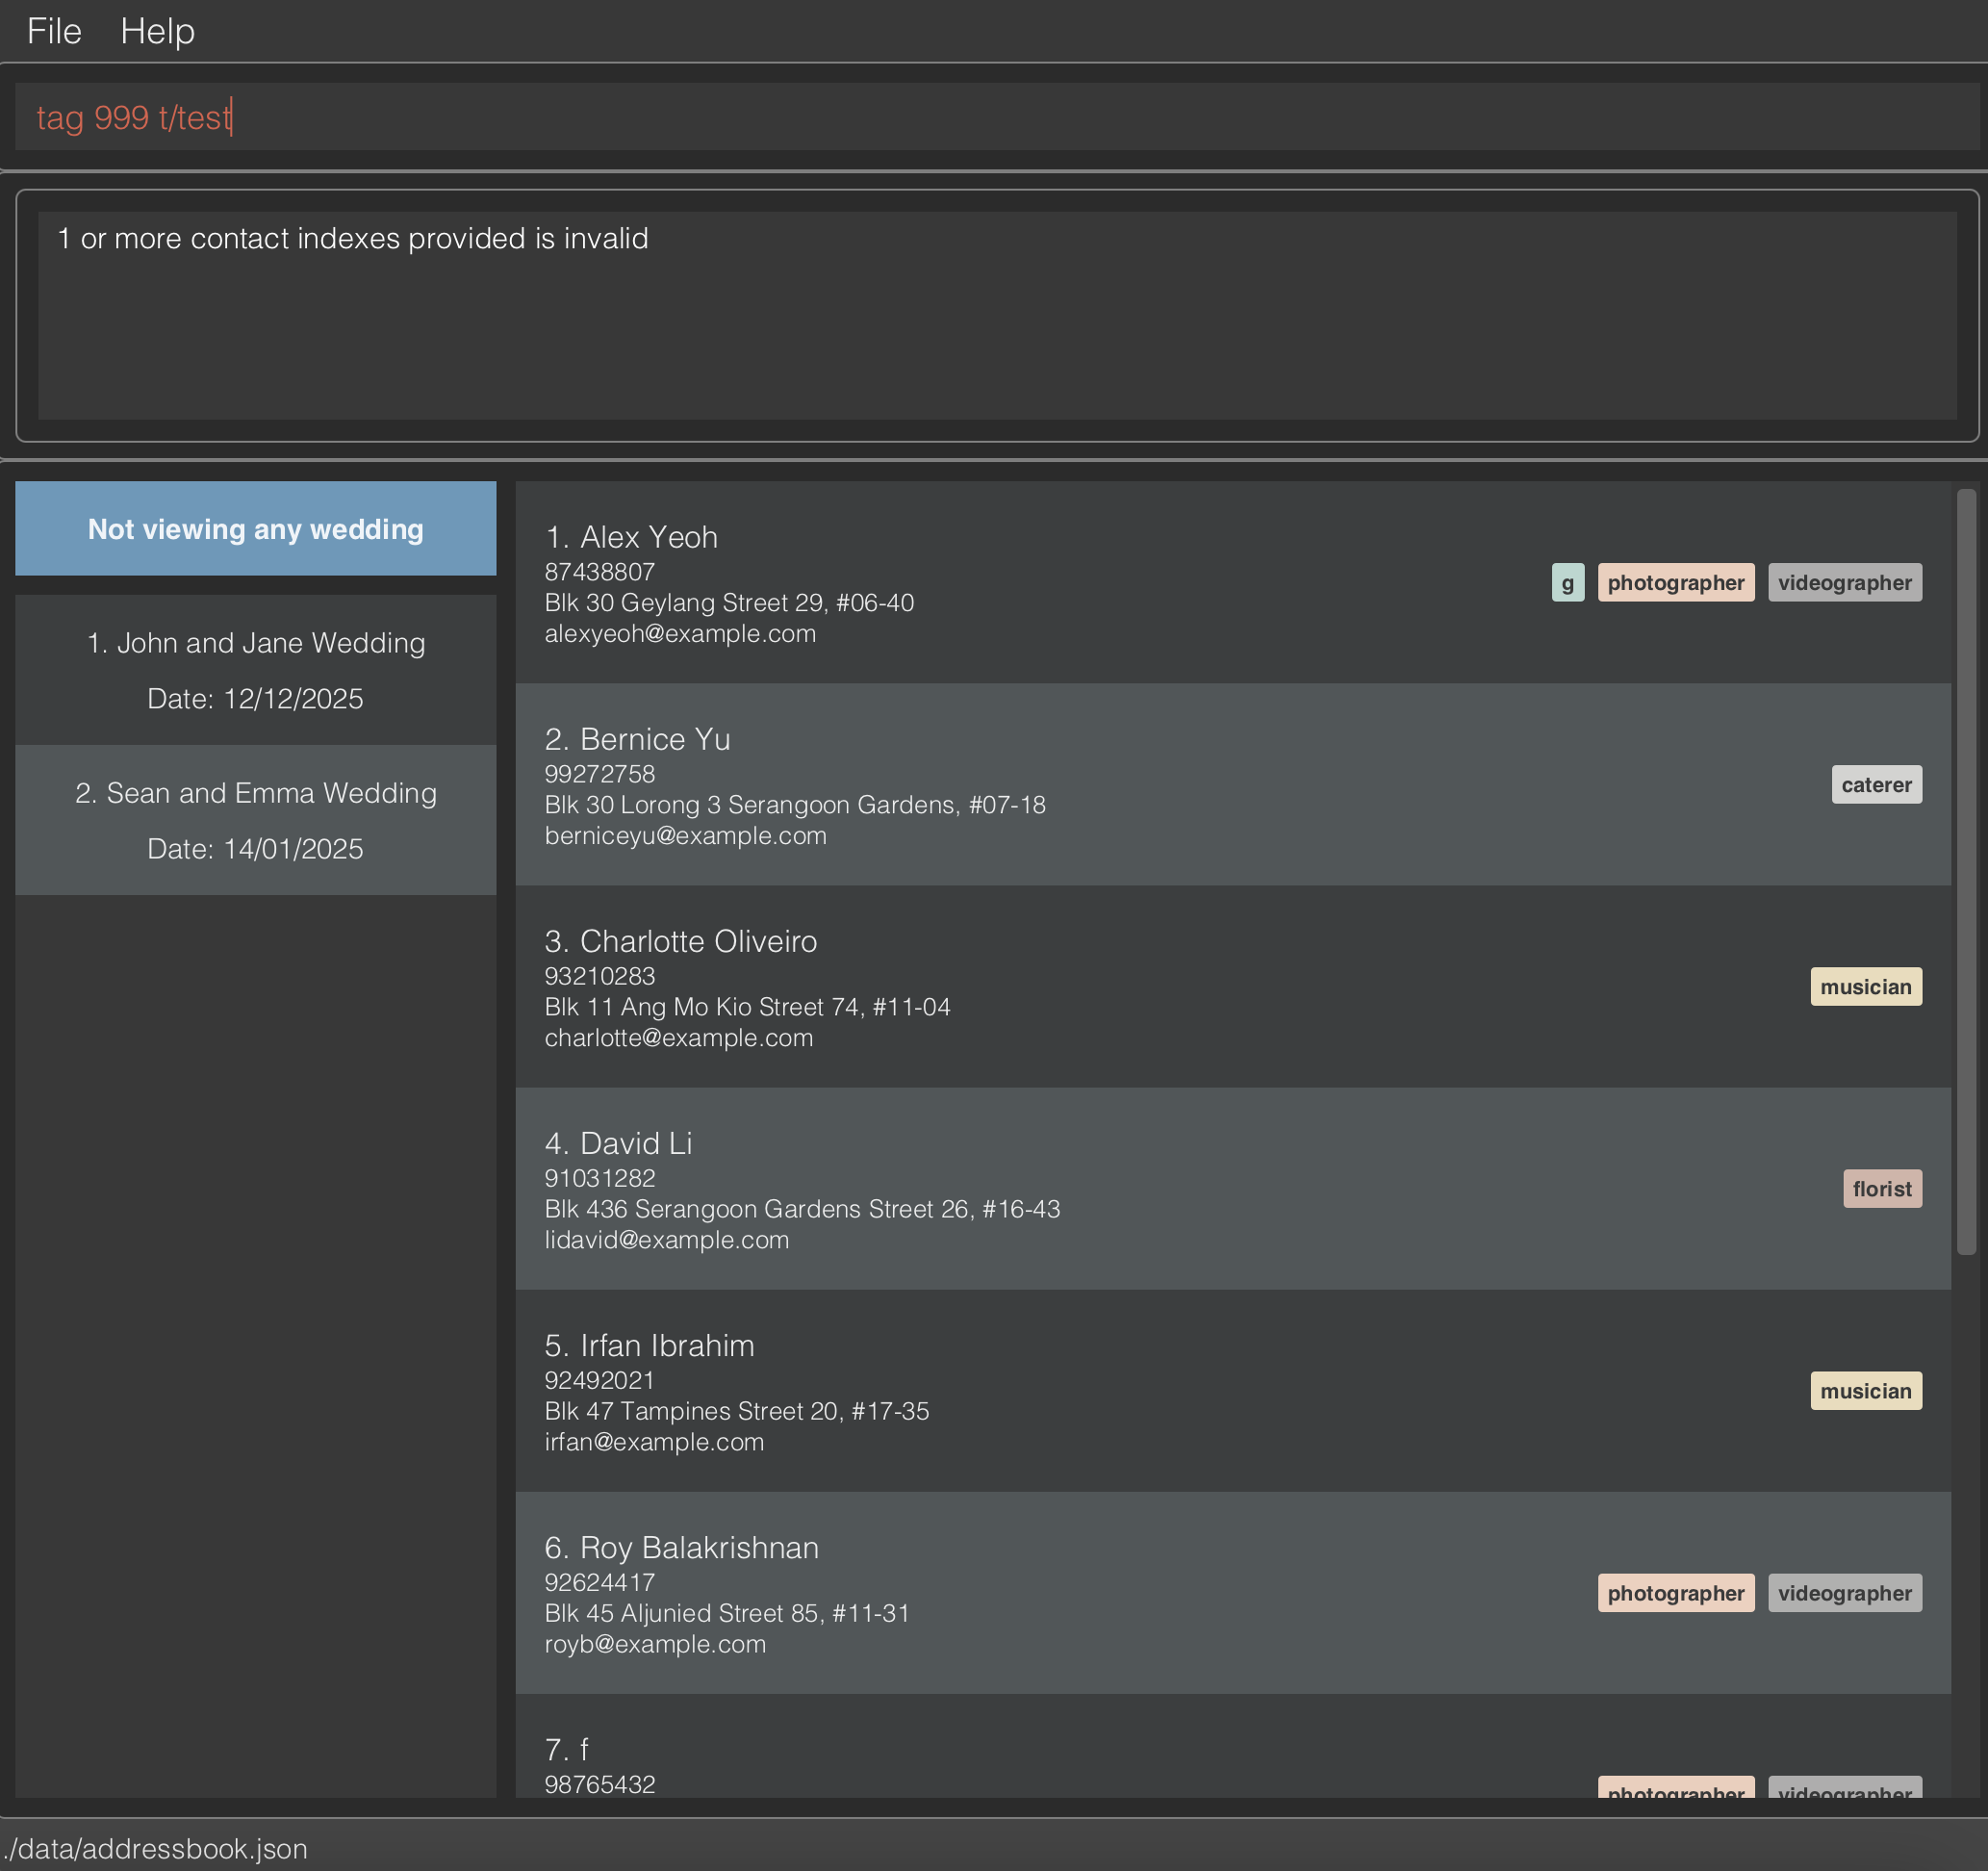 File Help
tag 999 t/test
1 or more contact indexes provided is invalid
Not viewing any wedding
1. John and Jane Wedding
Date: 12/12/2025
2. Sean and Emma Wedding
Date: 14/01/2025
1. Alex Yeoh
87438807
Blk 30 Geylang Street 29, #06-40
alexyeoh@example.com
g photographer videographer
2. Bernice Yu
99272758
Blk 30 Lorong 3 Serangoon Gardens, #07-18
berniceyu@example.com
caterer
3. Charlotte Oliveiro
93210283
Blk 11 Ang Mo Kio Street 74, #11-04
charlotte@example.com
musician
4. David Li
91031282
Blk 436 Serangoon Gardens Street 26, #16-43
lidavid@example.com
florist
5. Irfan Ibrahim
92492021
Blk 47 Tampines Street 20, #17-35
irfan@example.com
musician
6. Roy Balakrishnan
92624417
Blk 45 Aljunied Street 85, #11-31
royb@example.com
photographer videographer
7. f
98765432
photographer videographer
./data/addressbook.json